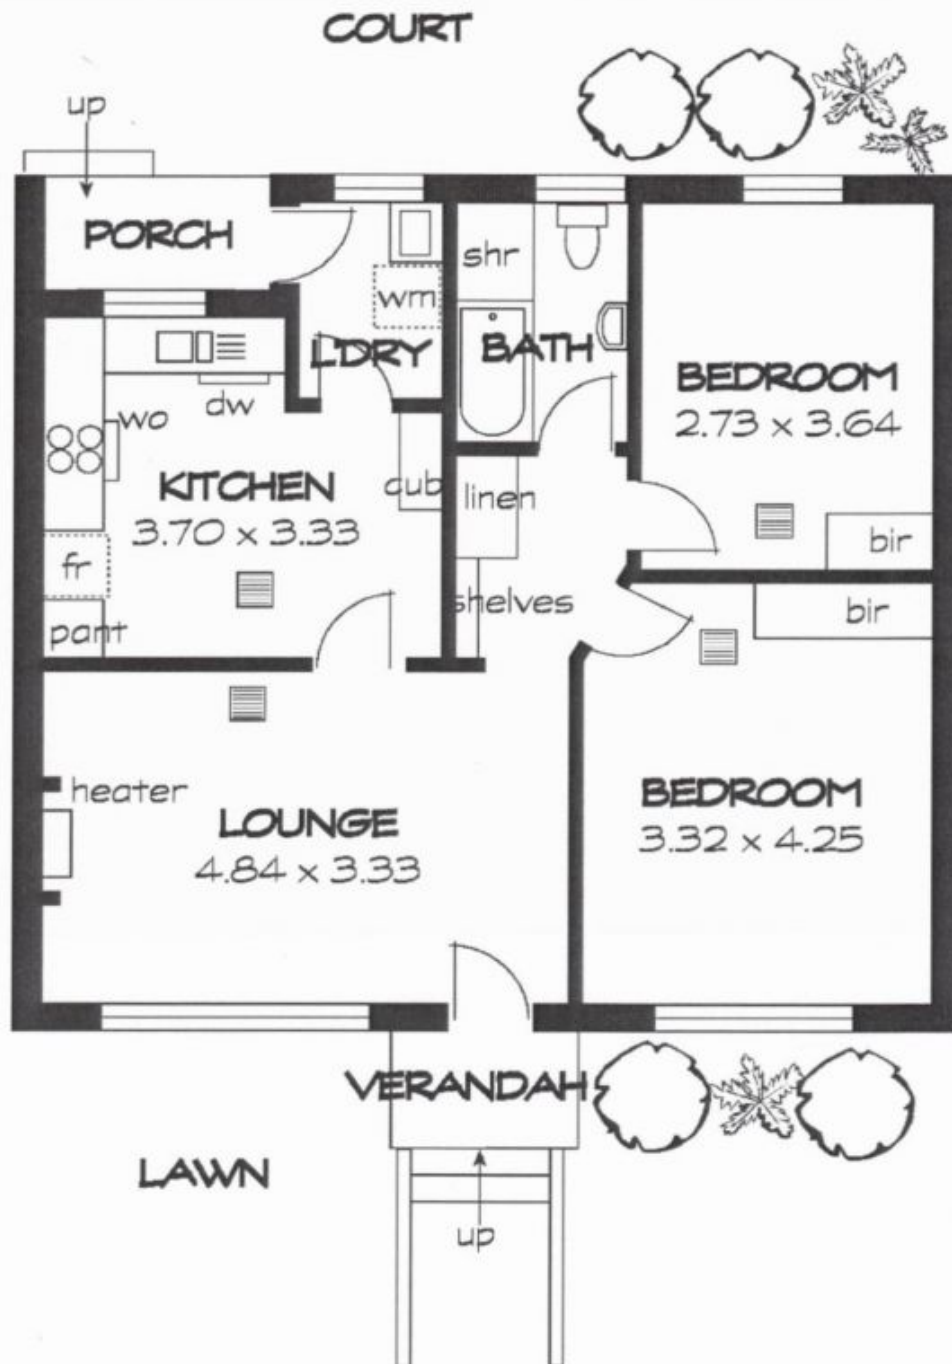 COURT
up
PORCH
shr
wm
L'DRY
BATH
BEDROOM
2.73 x 3.64
wo
dw
KITCHEN
3.70 x 3.33
cub
linen
bir
fr
pant
shelves
bir
heater
LOUNGE
4.84 x 3.33
BEDROOM
3.32 x 4.25
VERANDAH
LAWN
up